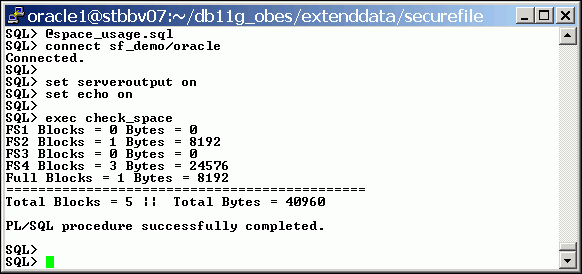 oracle1@stbbv07:~/db11g_obes/extenddata/securefile
SQL> @space_usage.sql
SQL> connect sf_demo/oracle
Connected.
SQL>
SQL> set serveroutput on
SQL> set echo on
SQL>
SQL> exec check_space
FS1 Blocks = 0 Bytes = 0
FS2 Blocks = 1 Bytes = 8192
FS3 Blocks = 0 Bytes = 0
FS4 Blocks = 3 Bytes = 24576
Full Blocks = 1 Bytes = 8192
=============================================
Total Blocks = 5 ||  Total Bytes = 40960

PL/SQL procedure successfully completed.

SQL>
SQL>